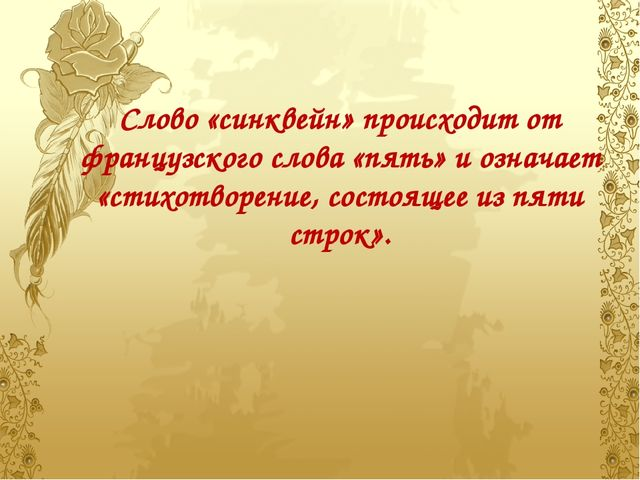 Слово «синквейн» происходит от
французского слова «пять» и означает
«стихотворение, состоящее из пяти
строк».